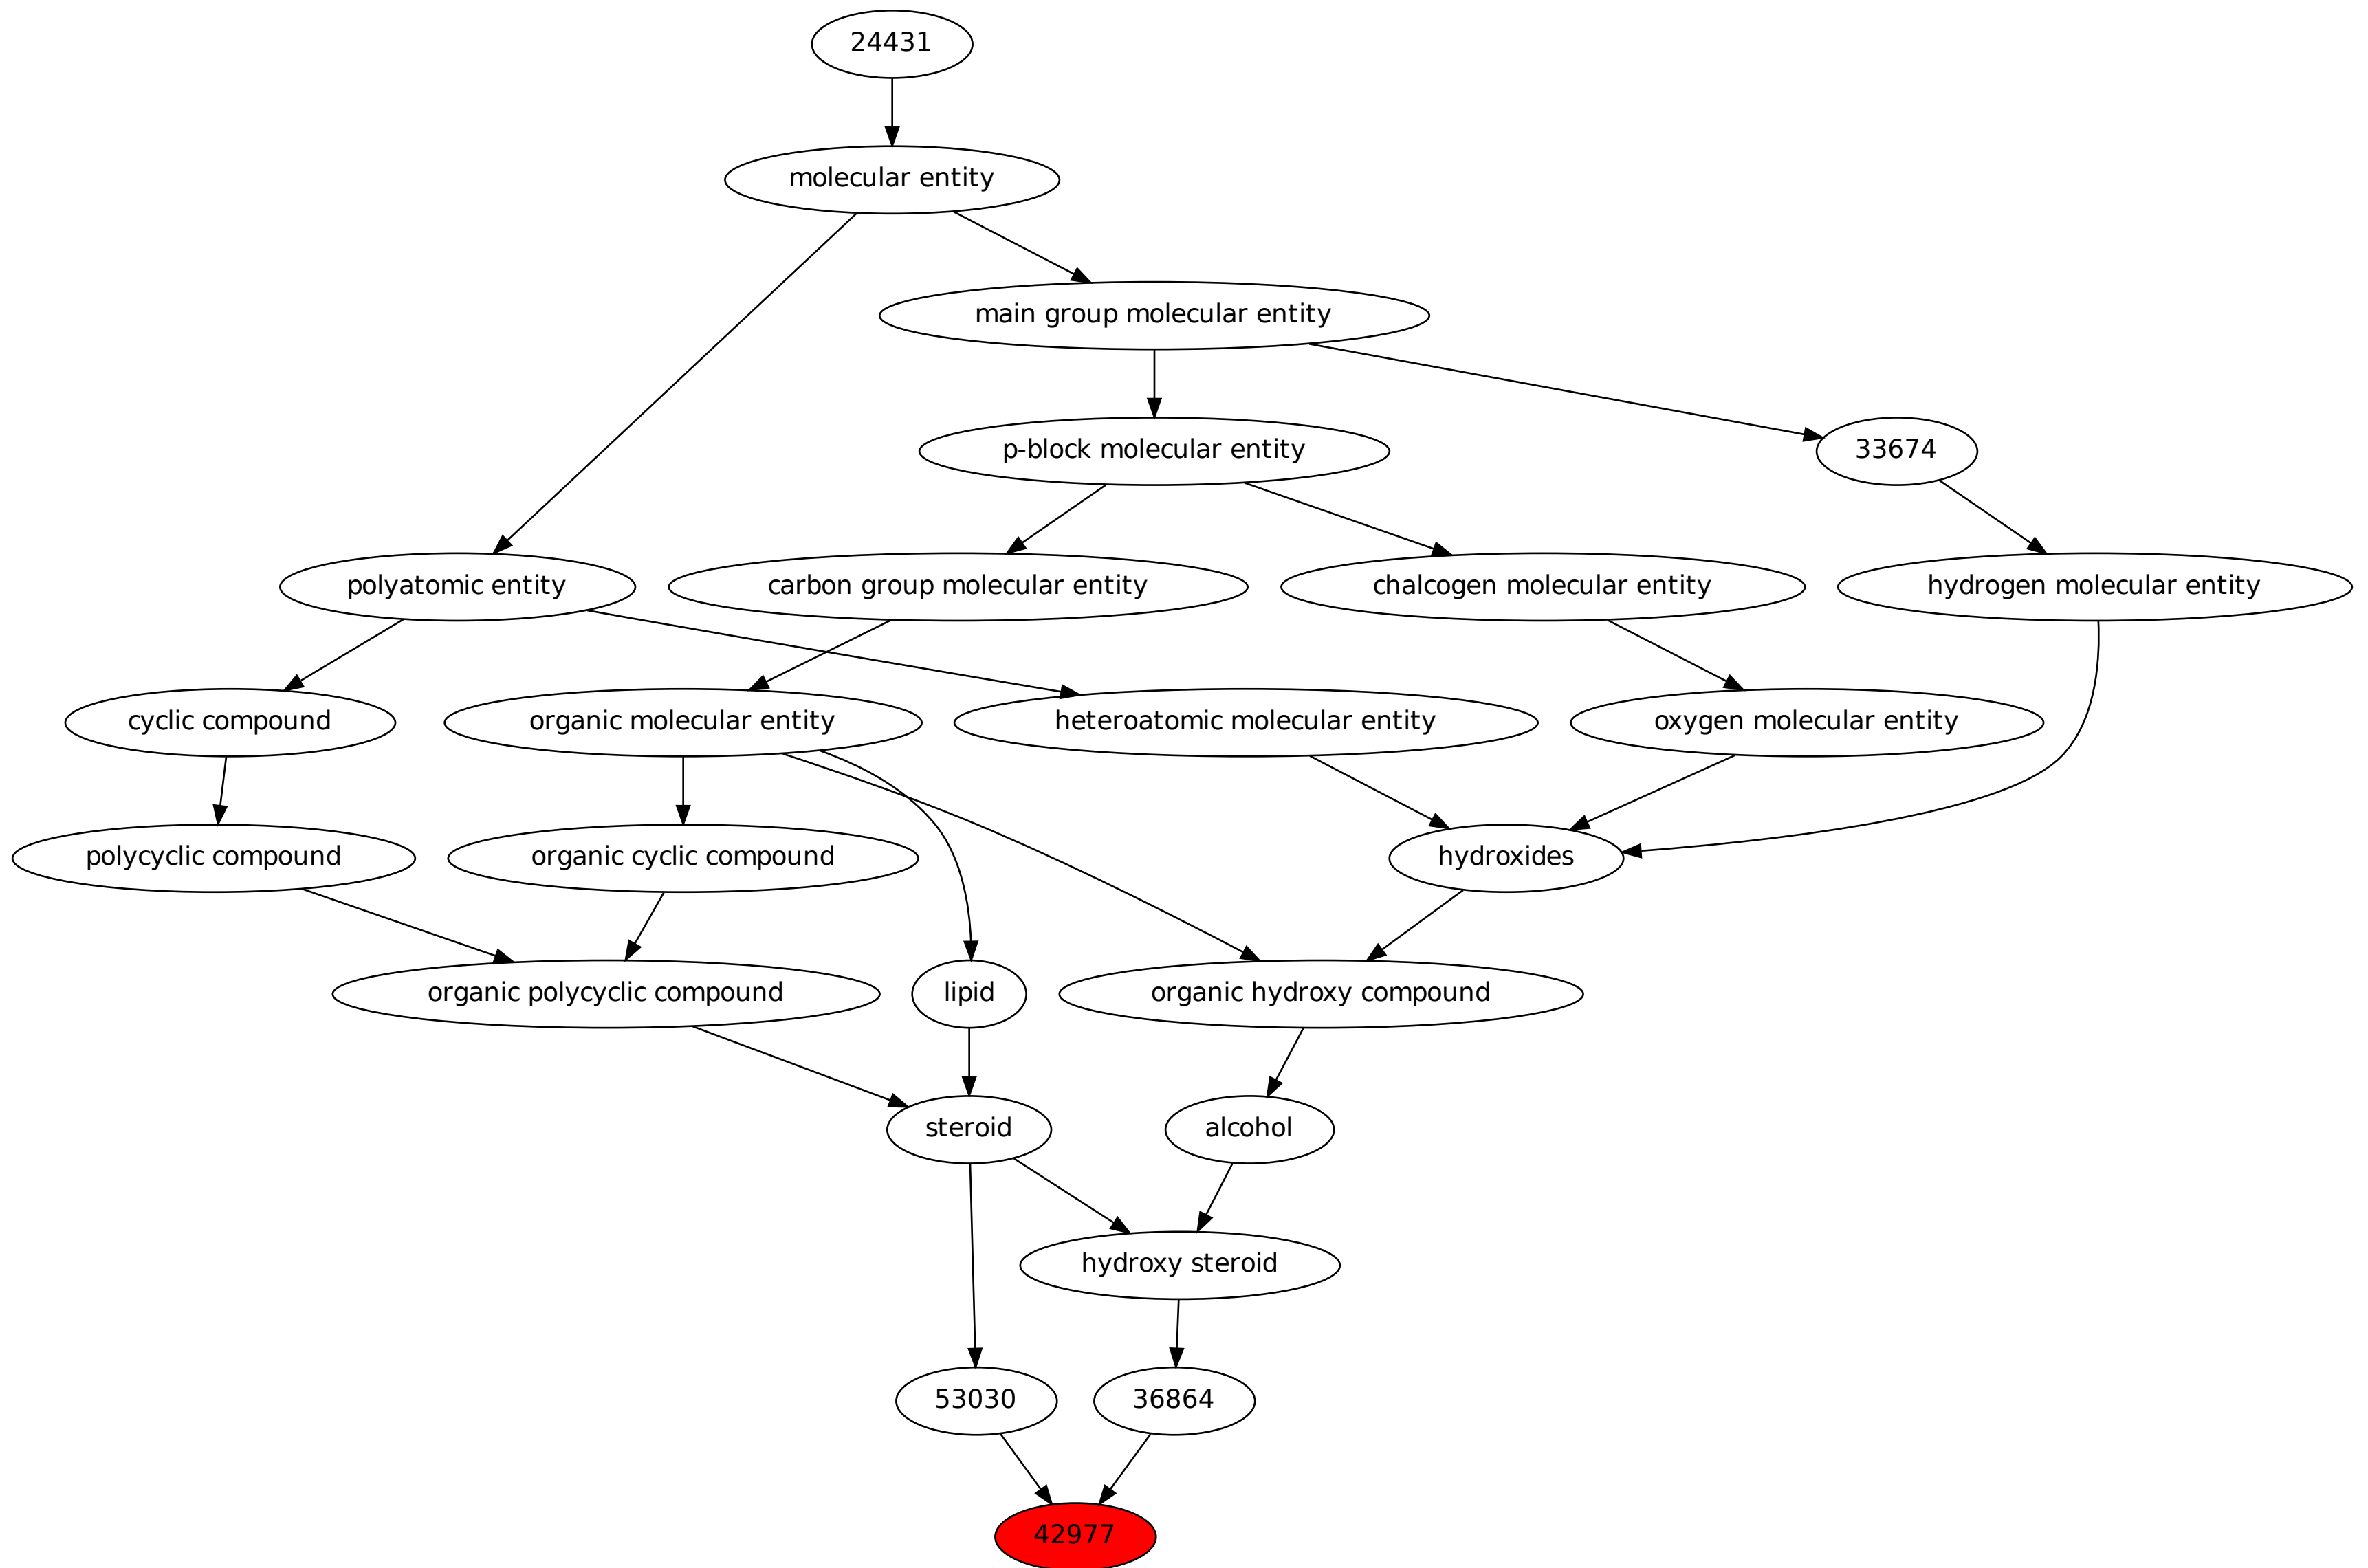 24431
molecular entity
main group molecular entity
p-block molecular entity
33674
polyatomic entity
carbon group molecular entity
chalcogen molecular entity
hydrogen molecular entity
cyclic compound
organic molecular entity
heteroatomic molecular entity
oxygen molecular entity
polycyclic compound
organic cyclic compound
hydroxides
organic polycyclic compound
lipid
organic hydroxy compound
steroid
alcohol
hydroxy steroid
53030
36864
42977